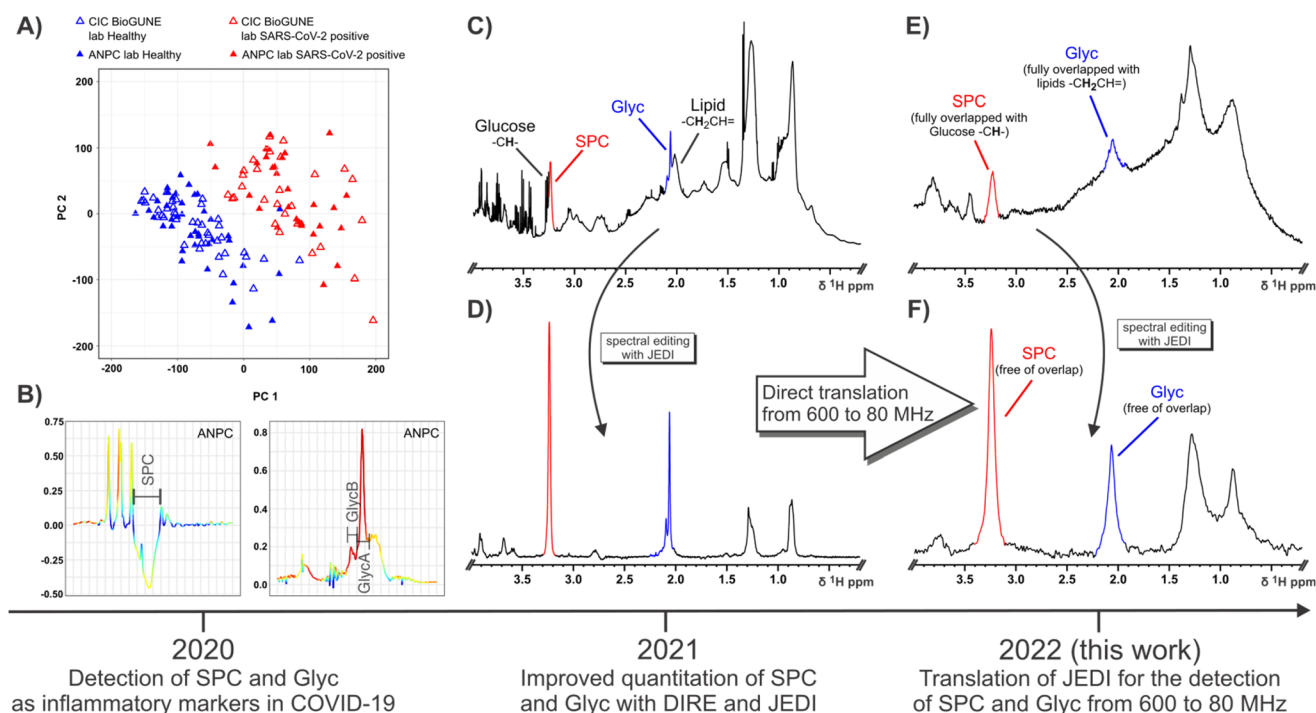 A)
CIC BioGUNE
lab Healthy
CIC BioGUNE
lab SARS-CoV-2 positive
ANPC lab Healthy
ANPC lab SARS-CoV-2 positive
200
100
0
-100
-200
PC 2
-200
-100
0
100
200
PC 1
B)
0.75
0.50
0.25
0.00
-0.25
-0.50
ANPC
SPC
0.8
0.6
0.4
0.2
0.0
ANPC
GlycB
GlycA
C)
Glucose
-CH-
SPC
Glyc
Lipid
-CH2CH=
3.5
3.0
2.5
2.0
1.5
1.0
δ 1H ppm
D)
spectral editing
with JEDI
3.5
3.0
2.5
2.0
1.5
1.0
δ 1H ppm
Direct translation
from 600 to 80 MHz
E)
SPC
(fully overlapped with
Glucose -CH-)
Glyc
(fully overlapped with
lipids -CH2CH=)
3.5
3.0
2.5
2.0
1.5
1.0
δ 1H ppm
F)
spectral editing
with JEDI
SPC
(free of overlap)
Glyc
(free of overlap)
3.5
3.0
2.5
2.0
1.5
1.0
δ 1H ppm
2020
Detection of SPC and Glyc
as inflammatory markers in COVID-19
2021
Improved quantitation of SPC
and Glyc with DIRE and JEDI
2022 (this work)
Translation of JEDI for the detection
of SPC and Glyc from 600 to 80 MHz